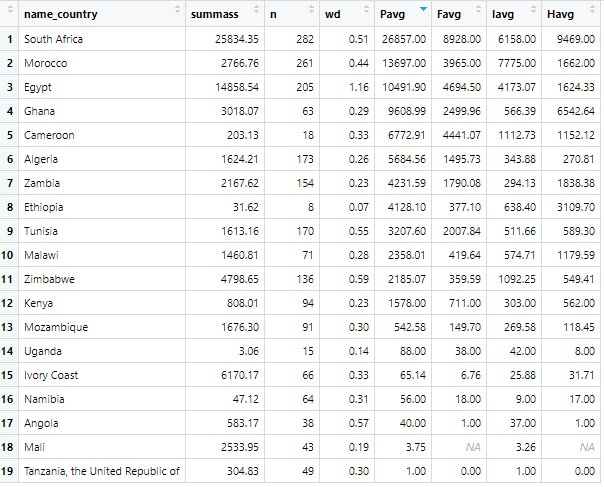 name_country summass n wd Pavg Favg Iavg Havg
1 South Africa 25834.35 282 0.51 26857.00 8928.00 6158.00 9469.00
2 Morocco 2766.76 261 0.44 13697.00 3965.00 7775.00 1662.00
3 Egypt 14858.54 205 1.16 10491.90 4694.50 4173.07 1624.33
4 Ghana 3018.07 63 0.29 9608.99 2499.96 566.39 6542.64
5 Cameroon 203.13 18 0.33 6772.91 4441.07 1112.73 1152.12
6 Algeria 1624.21 173 0.26 5684.56 1495.73 343.88 270.81
7 Zambia 2167.62 154 0.23 4231.59 1790.08 294.13 1838.38
8 Ethiopia 31.62 8 0.07 4128.10 377.10 638.40 3109.70
9 Tunisia 1613.16 170 0.55 3207.60 2007.84 511.66 589.30
10 Malawi 1460.81 71 0.28 2358.01 419.64 574.71 1179.59
11 Zimbabwe 4798.65 136 0.59 2185.07 359.59 1092.25 549.41
12 Kenya 808.01 94 0.23 1578.00 711.00 303.00 562.00
13 Mozambique 1676.30 91 0.30 542.58 149.70 269.58 118.45
14 Uganda 3.06 15 0.14 88.00 38.00 42.00 8.00
15 Ivory Coast 6170.17 66 0.33 65.14 6.76 25.88 31.71
16 Namibia 47.12 64 0.31 56.00 18.00 9.00 17.00
17 Angola 583.17 38 0.57 40.00 1.00 37.00 1.00
18 Mali 2533.95 43 0.19 3.75 NA 3.26 NA
19 Tanzania, the United Republic of 304.83 49 0.30 1.00 0.00 1.00 0.00